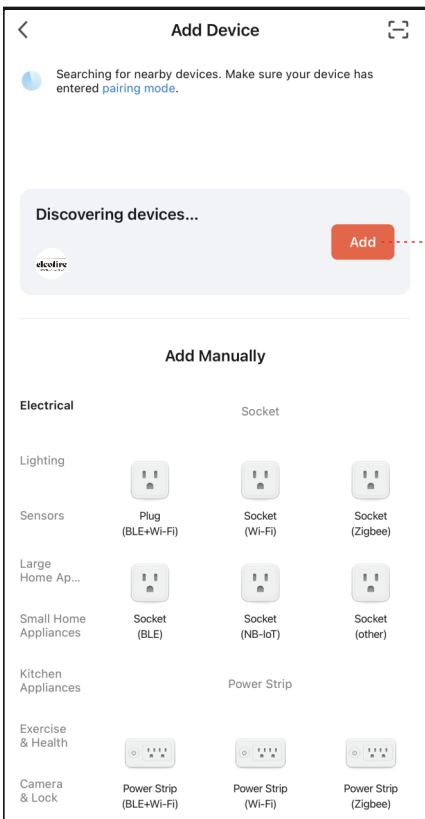 Add Device
Searching for nearby devices. Make sure your device has
entered pairing mode.
Discovering devices...
Add
elcofire
Add Manually
Electrical
Socket
Lighting
Sensors
Plug
(BLE+Wi-Fi)
Socket
(Wi-Fi)
Socket
(Zigbee)
Large
Home Ap...
Small Home
Appliances
Socket
(BLE)
Socket
(NB-IoT)
Socket
(other)
Kitchen
Appliances
Power Strip
Exercise
& Health
Camera
& Lock
Power Strip
(BLE+Wi-Fi)
Power Strip
(Wi-Fi)
Power Strip
(Zigbee)